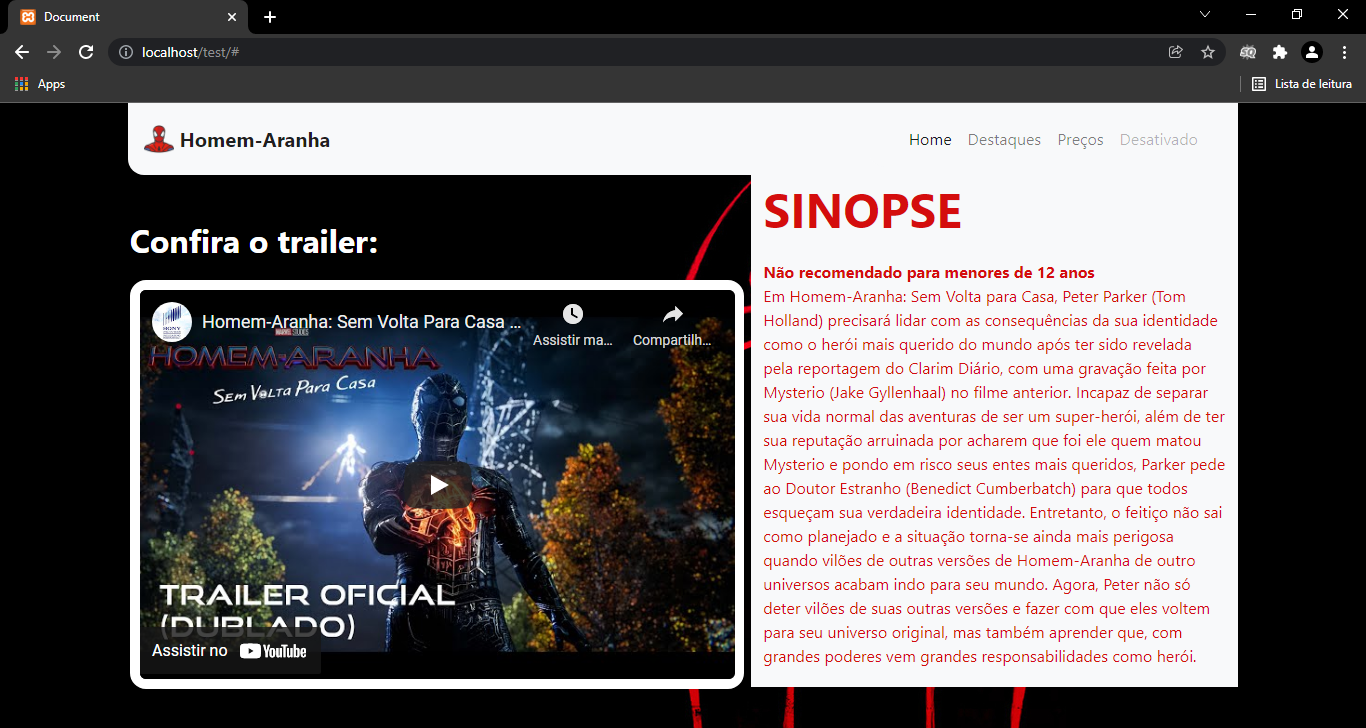 Document
localhost/test/#
Apps
Lista de leitura
Homem-Aranha
Home Destaques Preços Desativado
Confira o trailer:
SONY
Homem-Aranha: Sem Volta Para Casa ...
Assistir ma...
Compartilh...
MARVEL STUDIOS
HOMEM-ARANHA
SEM VOLTA PARA CASA
TRAILER OFICIAL
(DUBLADO)
Assistir no YouTube
SINOPSE
Não recomendado para menores de 12 anos
Em Homem-Aranha: Sem Volta para Casa, Peter Parker (Tom
Holland) precisará lidar com as consequências da sua identidade
como o herói mais querido do mundo após ter sido revelada
pela reportagem do Clarim Diário, com uma gravação feita por
Mysterio (Jake Gyllenhaal) no filme anterior. Incapaz de separar
sua vida normal das aventuras de ser um super-herói, além de ter
sua reputação arruinada por acharem que foi ele quem matou
Mysterio e pondo em risco seus entes mais queridos, Parker pede
ao Doutor Estranho (Benedict Cumberbatch) para que todos
esqueçam sua verdadeira identidade. Entretanto, o feitiço não sai
como planejado e a situação torna-se ainda mais perigosa
quando vilões de outras versões de Homem-Aranha de outro
universos acabam indo para seu mundo. Agora, Peter não só
deter vilões de suas outras versões e fazer com que eles voltem
para seu universo original, mas também aprender que, com
grandes poderes vem grandes responsabilidades como herói.